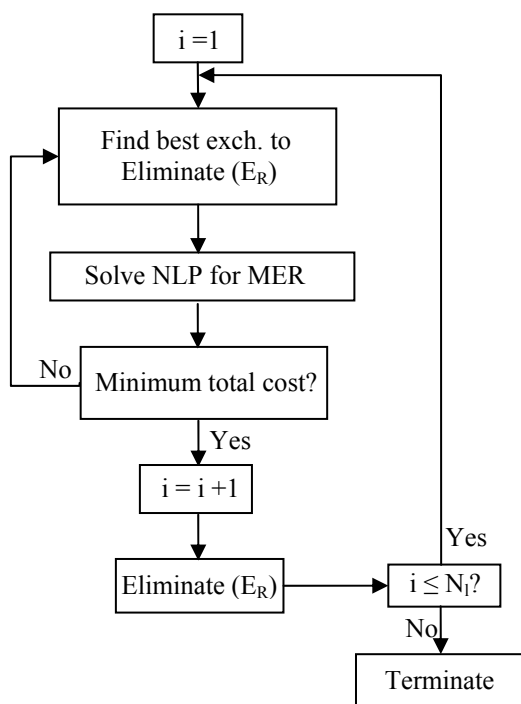 i =1
Find best exch. to
Eliminate (E_R)
Solve NLP for MER
No
Minimum total cost?
Yes
i = i +1
Eliminate (E_R)
Yes
i ≤ N_l?
No
Terminate